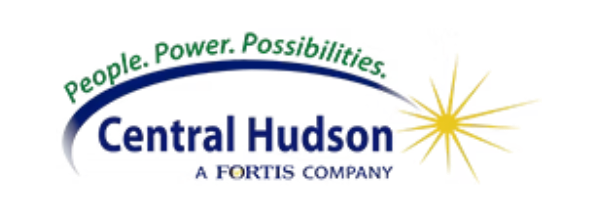 People. Power. Possibilities.
Central Hudson
A FORTIS COMPANY